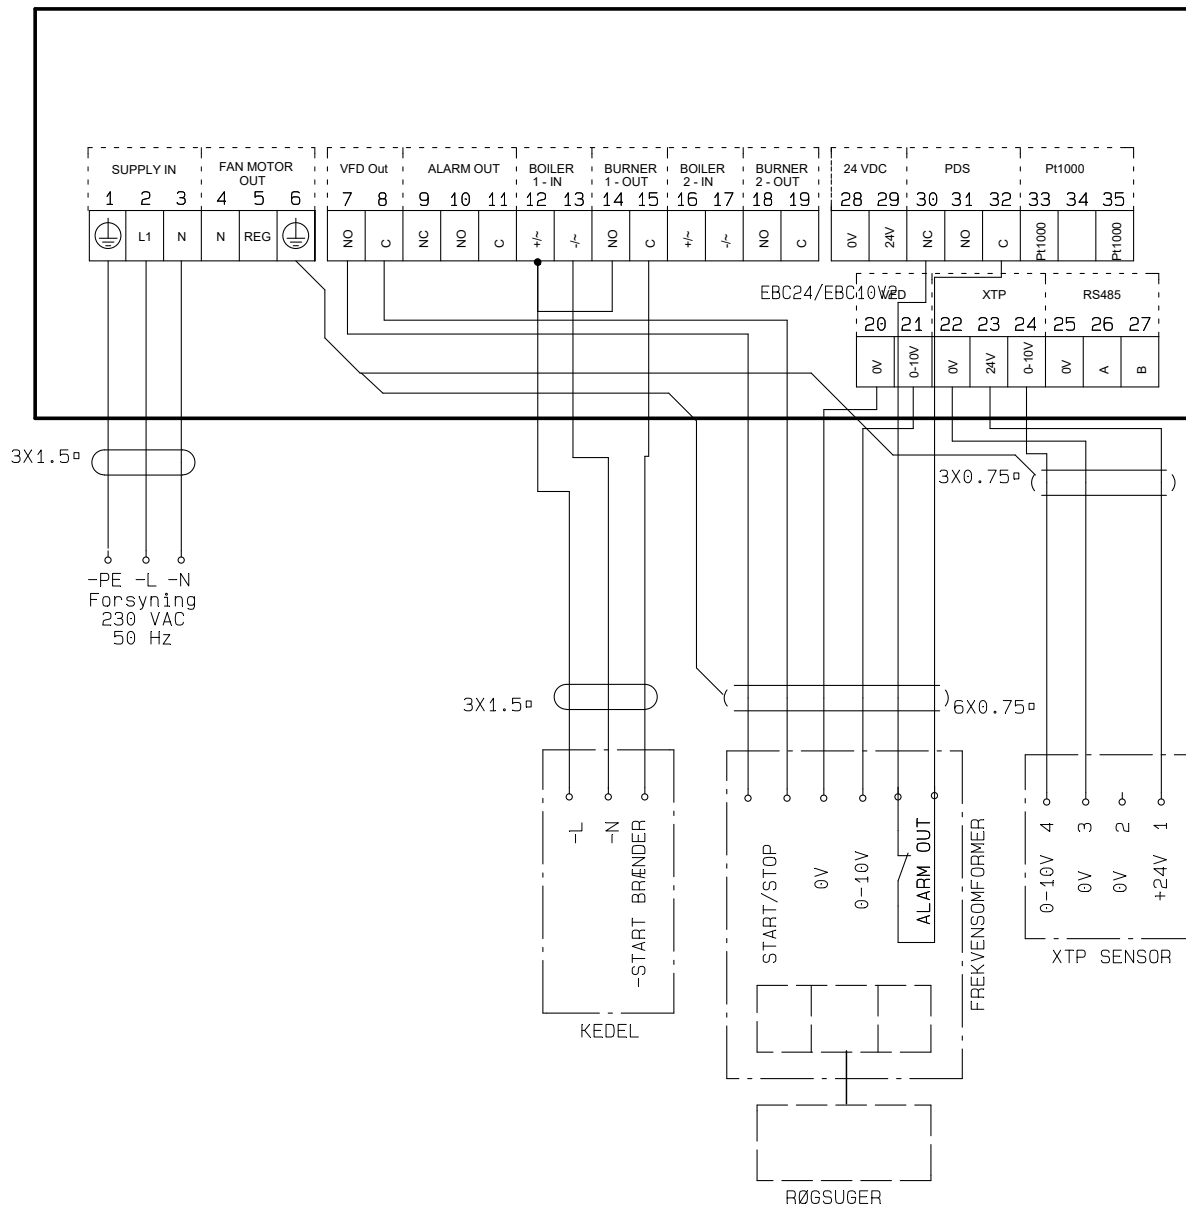 SUPPLY IN FAN MOTOR OUT VFD Out ALARM OUT BOILER 1 - IN BURNER 1 - OUT BOILER 2 - IN BURNER 2 - OUT 24 VDC PDS Pt1000
1 2 3 4 5 6 7 8 9 10 11 12 13 14 15 16 17 18 19 28 29 30 31 32 33 34 35
L1 N N REG NO C NC NO C +/~ -/~ NO C +/~ -/~ NO C 0V 24V NC NO C Pt1000 Pt1000
EBC24/EBC10V2
VFD XTP RS485
20 21 22 23 24 25 26 27
0V 0-10V 0V 24V 0-10V 0V A B
3X1.5
3X0.75
-PE -L -N
Forsyning
230 VAC
50 Hz
3X1.5
6X0.75
-L
-N
-START BRÆNDER
KEDEL
START/STOP
0V
0-10V
ALARM OUT
FREKVENSOMFORMER
0-10V 4
0V 3
0V 2
+24V 1
XTP SENSOR
RØGSUGER